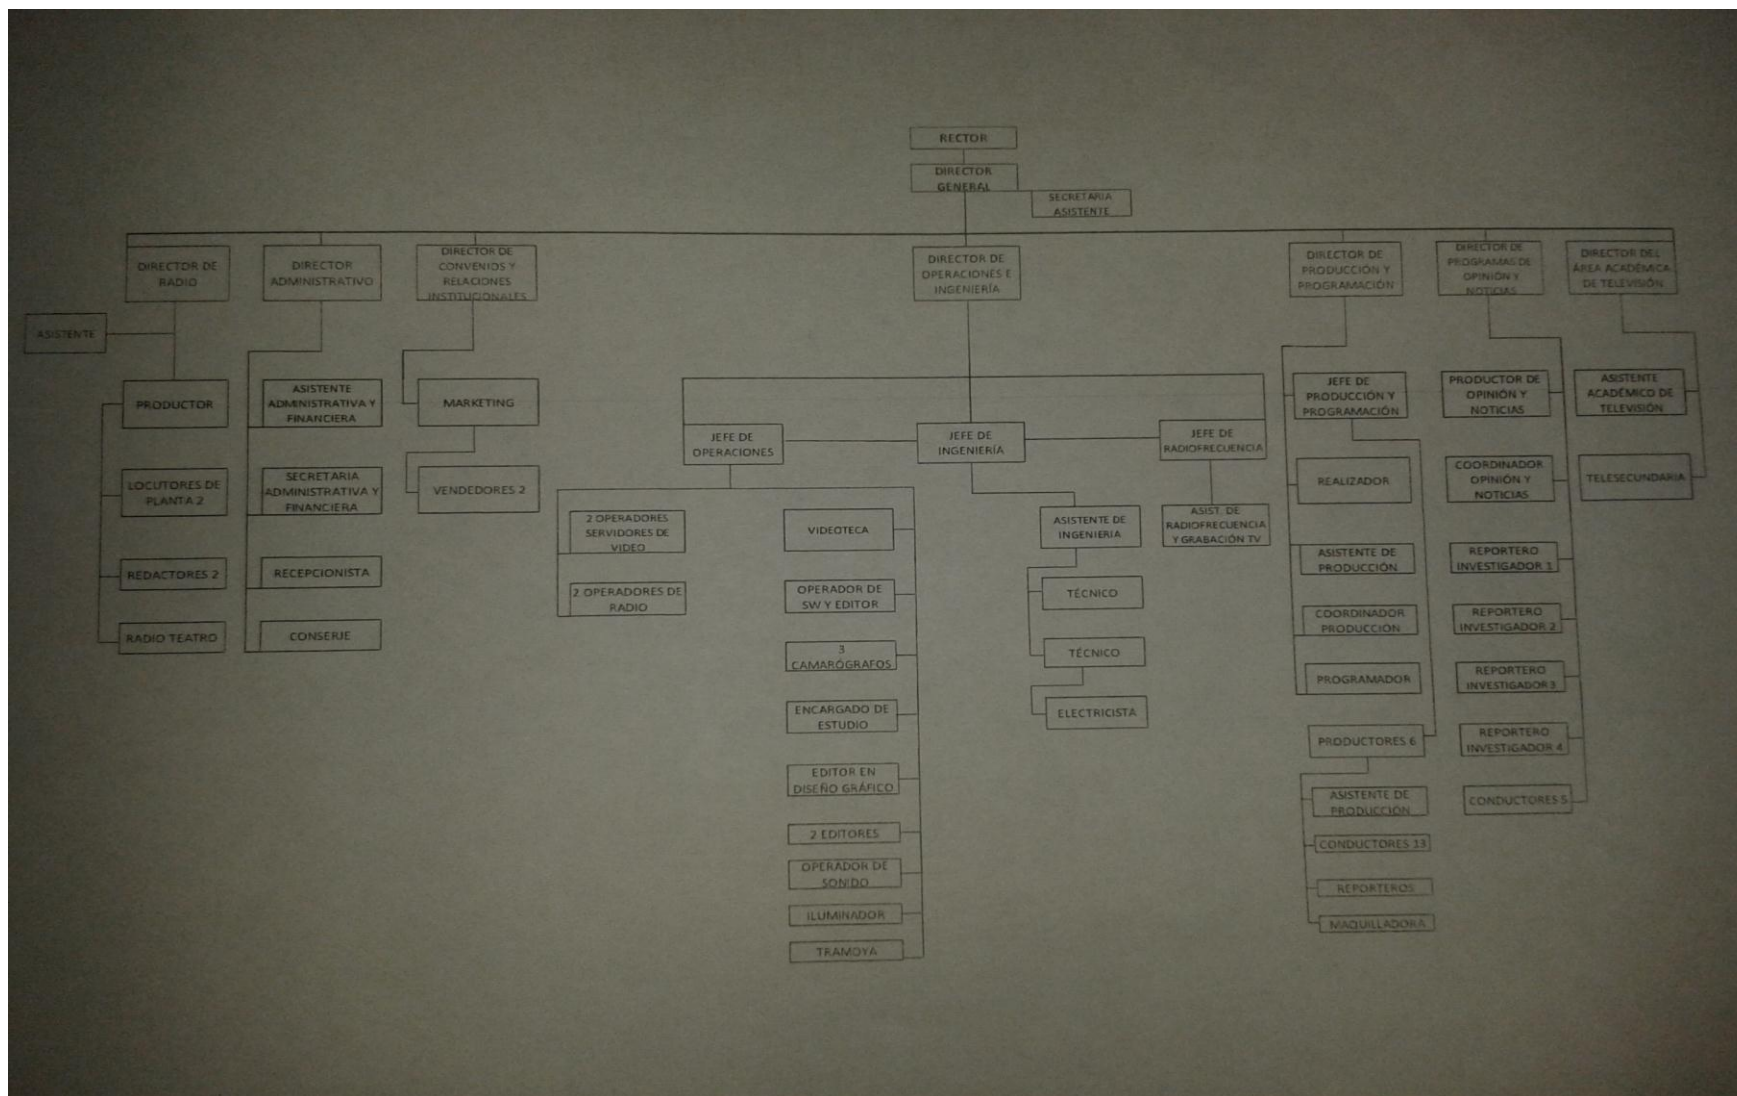 RECTOR
DIRECTOR
GENERAL
SECRETARIA
ASISTENTE
DIRECTOR DE
RADIO
DIRECTOR
ADMINISTRATIVO
DIRECTOR DE
CONVENIOS Y
RELACIONES
INSTITUCIONALES
DIRECTOR DE
OPERACIONES E
INGENIERÍA
DIRECTOR DE
PRODUCCIÓN Y
PROGRAMACIÓN
DIRECTOR DE
PROGRAMAS DE
OPINIÓN Y
NOTICIAS
DIRECTOR DEL
ÁREA ACADÉMICA
DE TELEVISIÓN
ASISTENTE
PRODUCTOR
LOCUTORES DE
PLANTA 2
REDACTORES 2
RADIO TEATRO
ASISTENTE
ADMINISTRATIVA Y
FINANCIERA
SECRETARIA
ADMINISTRATIVA Y
FINANCIERA
RECEPCIONISTA
CONSERJE
MARKETING
VENDEDORES 2
JEFE DE
OPERACIONES
JEFE DE
INGENIERÍA
JEFE DE
RADIOFRECUENCIA
2 OPERADORES
SERVIDORES DE
VIDEO
2 OPERADORES DE
RADIO
VIDEOTECA
OPERADOR DE
SW Y EDITOR
3
CAMARÓGRAFOS
ENCARGADO DE
ESTUDIO
EDITOR EN
DISEÑO GRÁFICO
2 EDITORES
OPERADOR DE
SONIDO
ILUMINADOR
TRAMOYA
ASISTENTE DE
INGENIERIA
TÉCNICO
TÉCNICO
ELECTRICISTA
ASIST. DE
RADIOFRECUENCIA
Y GRABACIÓN TV
JEFE DE
PRODUCCIÓN Y
PROGRAMACIÓN
REALIZADOR
ASISTENTE DE
PRODUCCIÓN
COORDINADOR
PRODUCCIÓN
PROGRAMADOR
PRODUCTORES 6
ASISTENTE DE
PRODUCCIÓN
CONDUCTORES 13
REPORTEROS
MAQUILLADORA
PRODUCTOR DE
OPINIÓN Y
NOTICIAS
COORDINADOR
OPINIÓN Y
NOTICIAS
REPORTERO
INVESTIGADOR 1
REPORTERO
INVESTIGADOR 2
REPORTERO
INVESTIGADOR 3
REPORTERO
INVESTIGADOR 4
CONDUCTORES 5
ASISTENTE
ACADÉMICO DE
TELEVISIÓN
TELESECUNDARIA